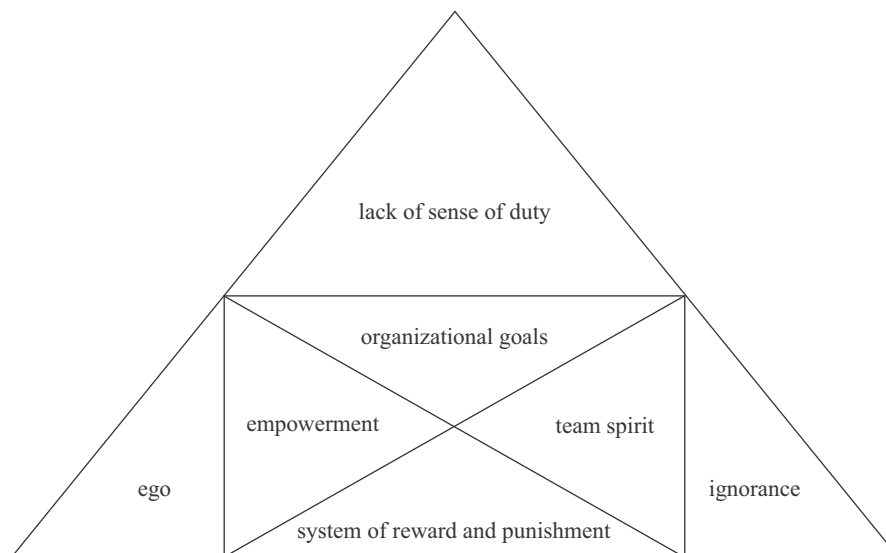 lack of sense of duty
organizational goals
empowerment
team spirit
ego
ignorance
system of reward and punishment